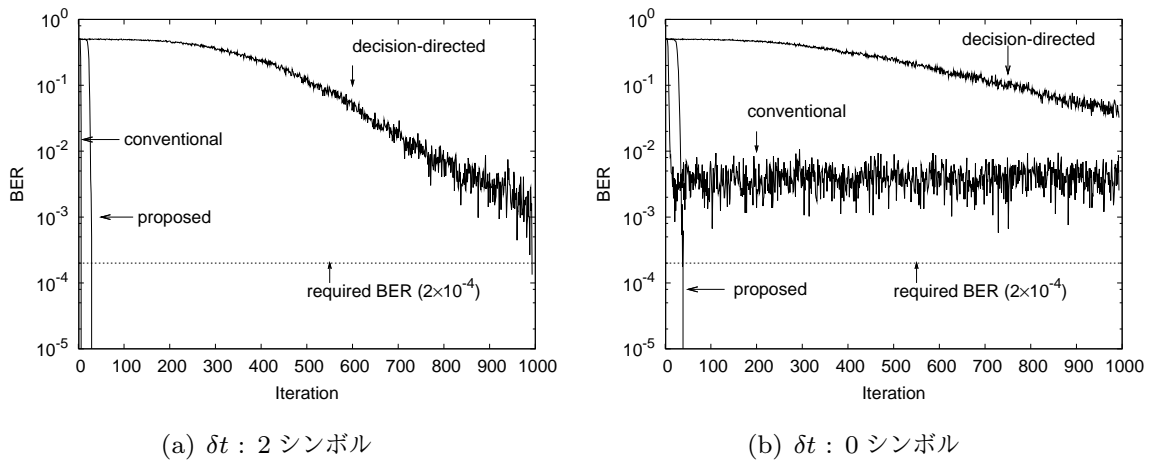 10^0
10^-1
10^-2
10^-3
10^-4
10^-5
BER
0 100 200 300 400 500 600 700 800 900 1000
Iteration
decision-directed
conventional
proposed
required BER (2×10^-4)
(a) δt : 2 シンボル
10^0
10^-1
10^-2
10^-3
10^-4
10^-5
BER
0 100 200 300 400 500 600 700 800 900 1000
Iteration
decision-directed
conventional
proposed
required BER (2×10^-4)
(b) δt : 0 シンボル